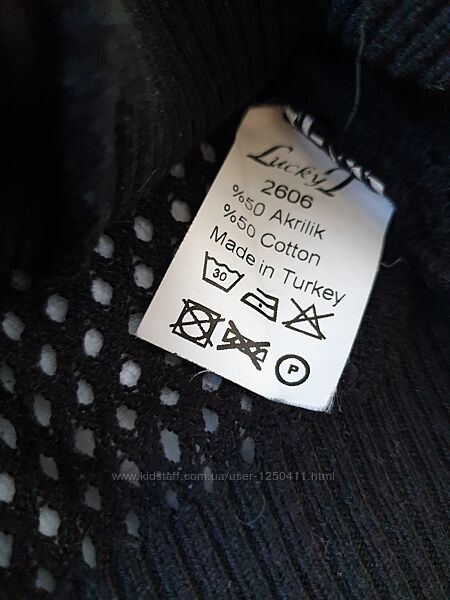 Lucky L
2606
%50 Akrilik
%50 Cotton
Made in Turkey
30
P
www.kidstaff.com.ua/user-1250411.html